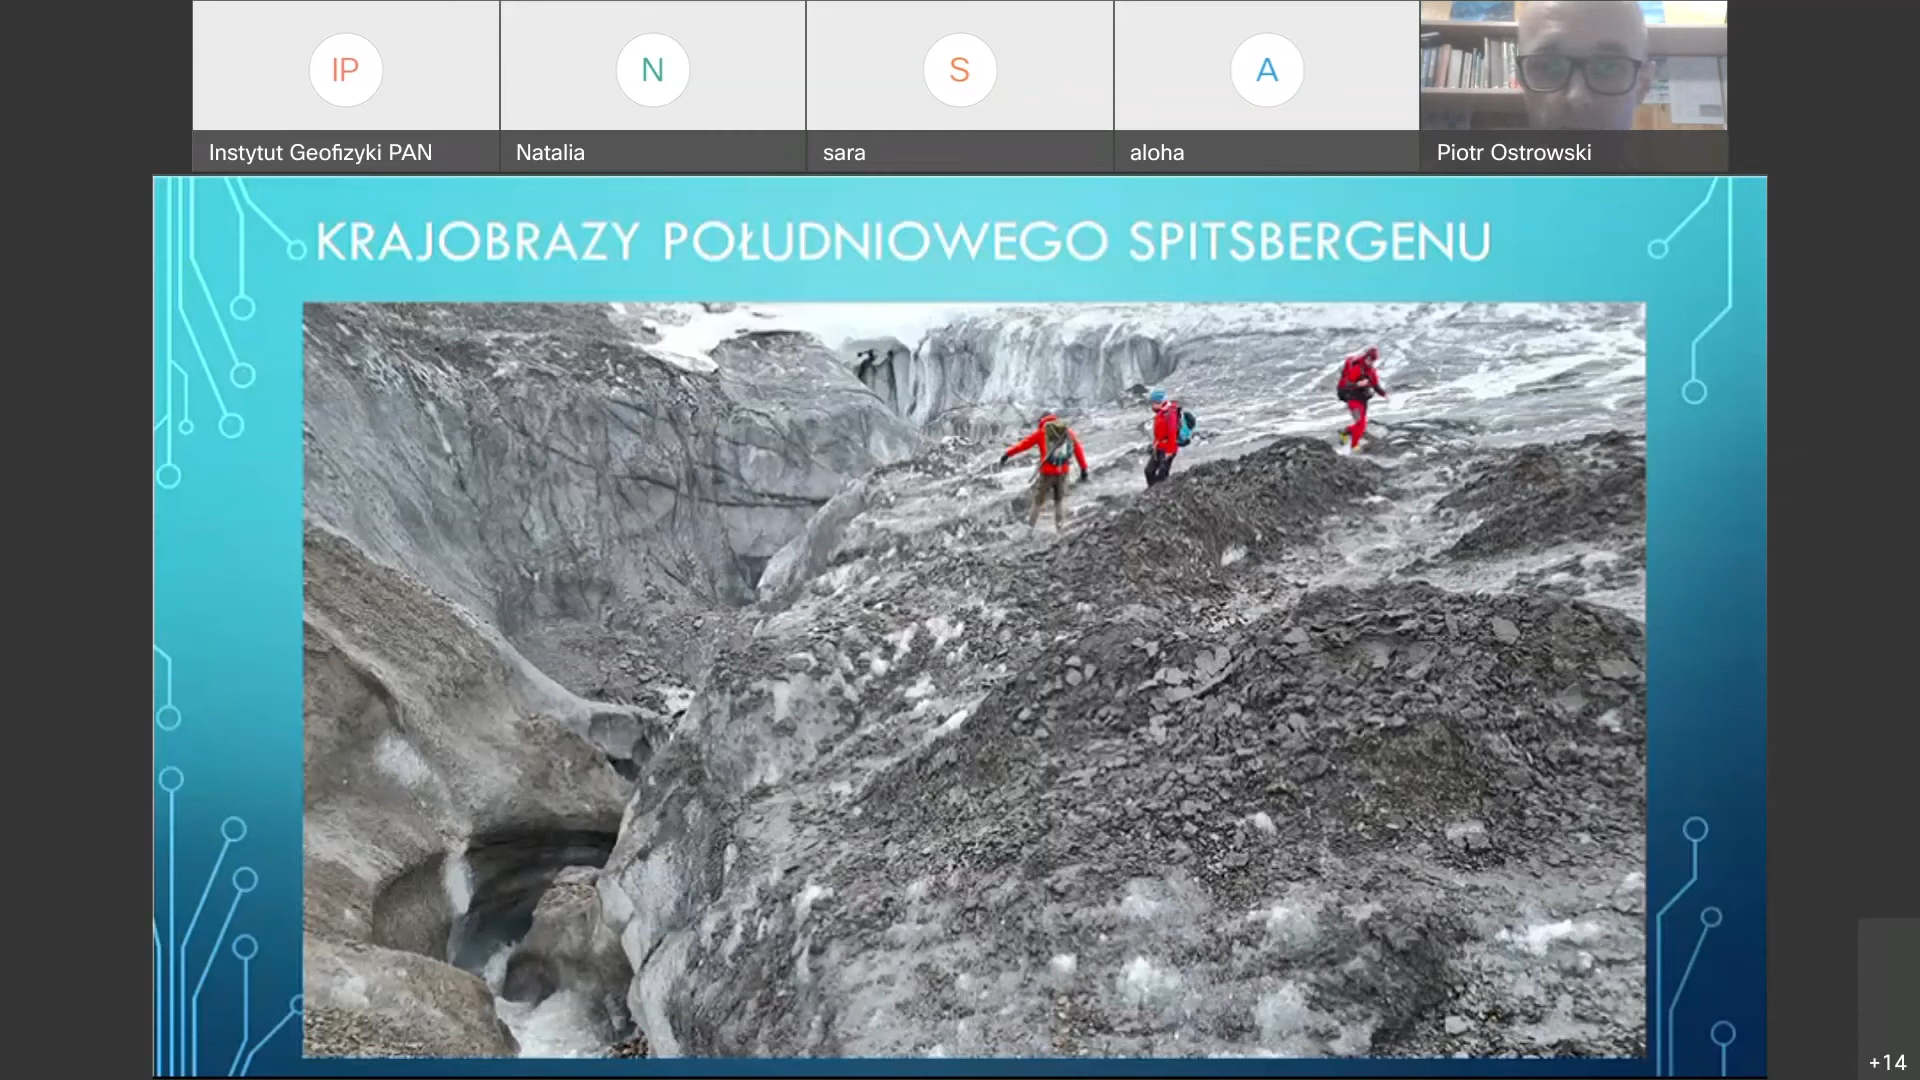 IP
N
S
A
Instytut Geofizyki PAN
Natalia
sara
aloha
Piotr Ostrowski
KRAJOBRAZY POŁUDNIOWEGO SPITSBERGENU
+14